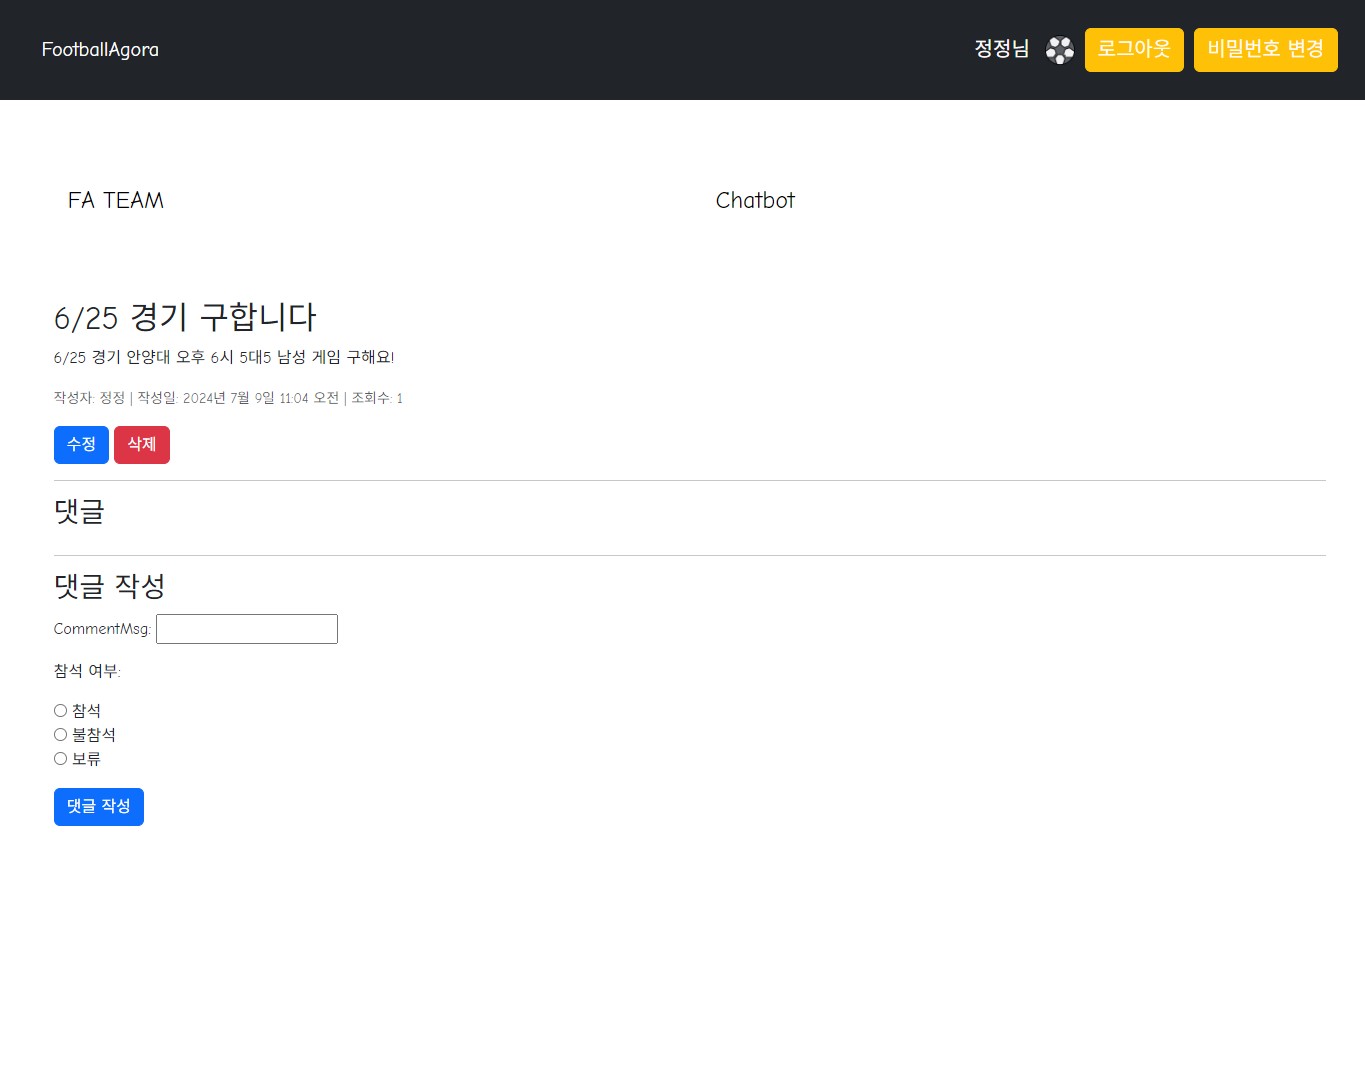 FootballAgora
정정님 로그아웃 비밀번호 변경
FA TEAM Chatbot
6/25 경기 구합니다
6/25 경기 안양대 오후 6시 5대5 남성 게임 구해요!
작성자: 정정 | 작성일: 2024년 7월 9일 11:04 오전 | 조회수: 1
수정 삭제
댓글
댓글 작성
CommentMsg:
참석 여부:
참석
불참석
보류
댓글 작성